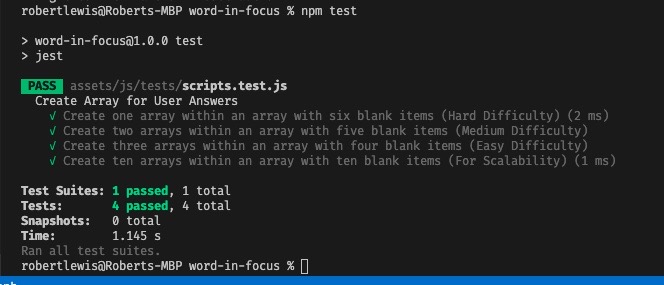 robertlewis@Roberts-MBP word-in-focus % npm test
> word-in-focus@1.0.0 test
> jest
PASS assets/js/tests/scripts.test.js
Create Array for User Answers
√ Create one array within an array with six blank items (Hard Difficulty) (2 ms)
√ Create two arrays within an array with five blank items (Medium Difficulty)
√ Create three arrays within an array with four blank items (Easy Difficulty)
√ Create ten arrays within an array with ten blank items (For Scalability) (1 ms)
Test Suites: 1 passed, 1 total
Tests: 4 passed, 4 total
Snapshots: 0 total
Time: 1.145 s
Ran all test suites.
robertlewis@Roberts-MBP word-in-focus %